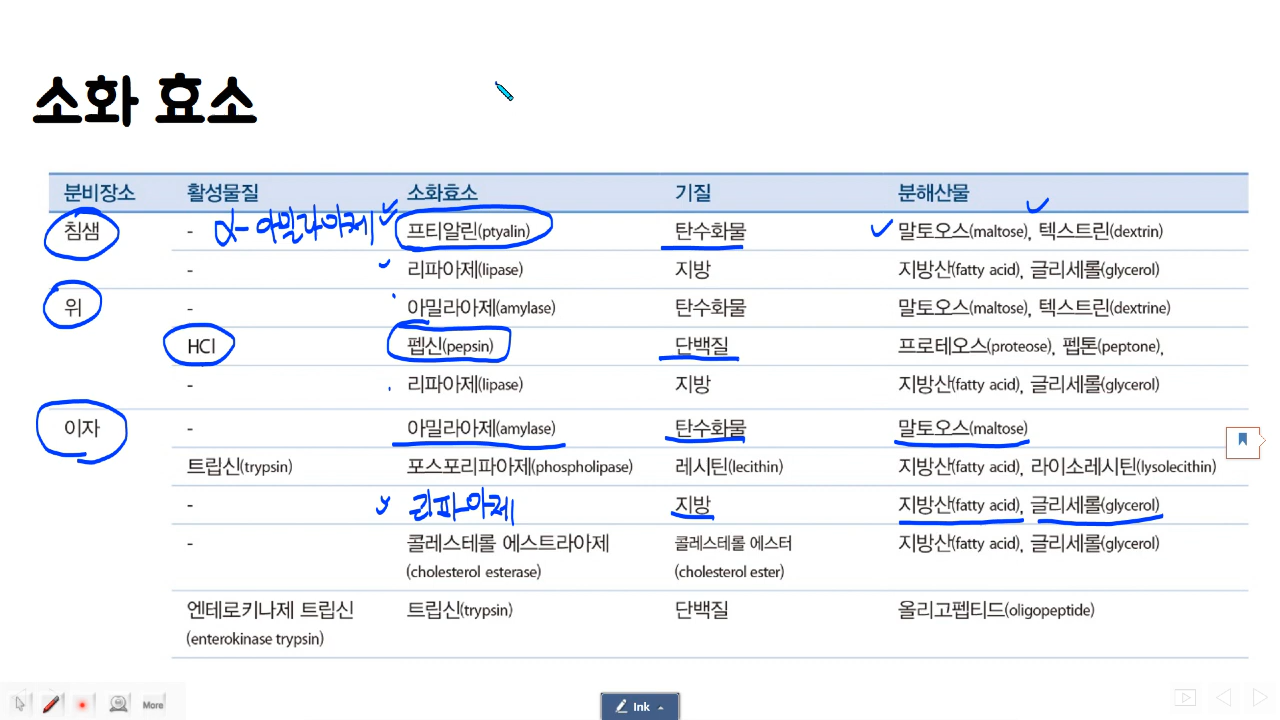 소화 효소
분비장소 활성물질 소화효소 기질 분해산물
침샘 - α-아밀라아제 프티알린(ptyalin) 탄수화물 말토오스(maltose), 텍스트린(dextrin)
- 리파아제(lipase) 지방 지방산(fatty acid), 글리세롤(glycerol)
위 - 아밀라아제(amylase) 탄수화물 말토오스(maltose), 텍스트린(dextrine)
HCl 펩신(pepsin) 단백질 프로테오스(proteose), 펩톤(peptone),
- 리파아제(lipase) 지방 지방산(fatty acid), 글리세롤(glycerol)
이자 - 아밀라아제(amylase) 탄수화물 말토오스(maltose)
트립신(trypsin) 포스포리파아제(phospholipase) 레시틴(lecithin) 지방산(fatty acid), 라이소레시틴(lysolecithin)
- 리파아제 지방 지방산(fatty acid), 글리세롤(glycerol)
- 콜레스테롤 에스트라아제 콜레스테롤 에스터 지방산(fatty acid), 글리세롤(glycerol)
(cholesterol esterase) (cholesterol ester)
엔테로키나제 트립신 트립신(trypsin) 단백질 올리고펩티드(oligopeptide)
(enterokinase trypsin)
More Ink